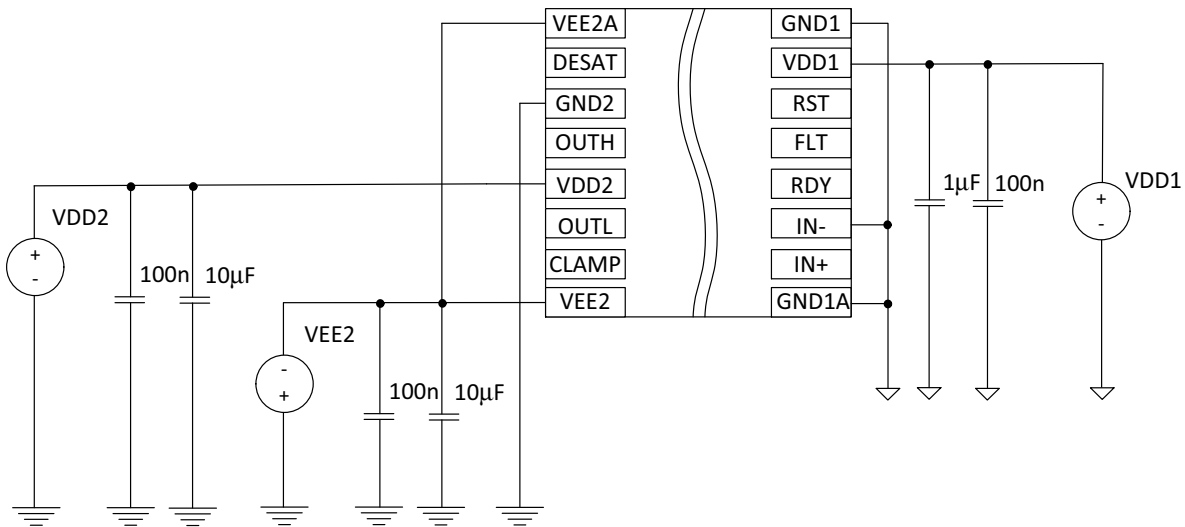 VEE2A
DESAT
GND2
OUTH
VDD2
OUTL
CLAMP
VEE2
GND1
VDD1
RST
FLT
RDY
IN-
IN+
GND1A
VDD2
+
-
100n 10μF
VEE2
-
+
100n 10μF
1μF 100n
VDD1
+
-